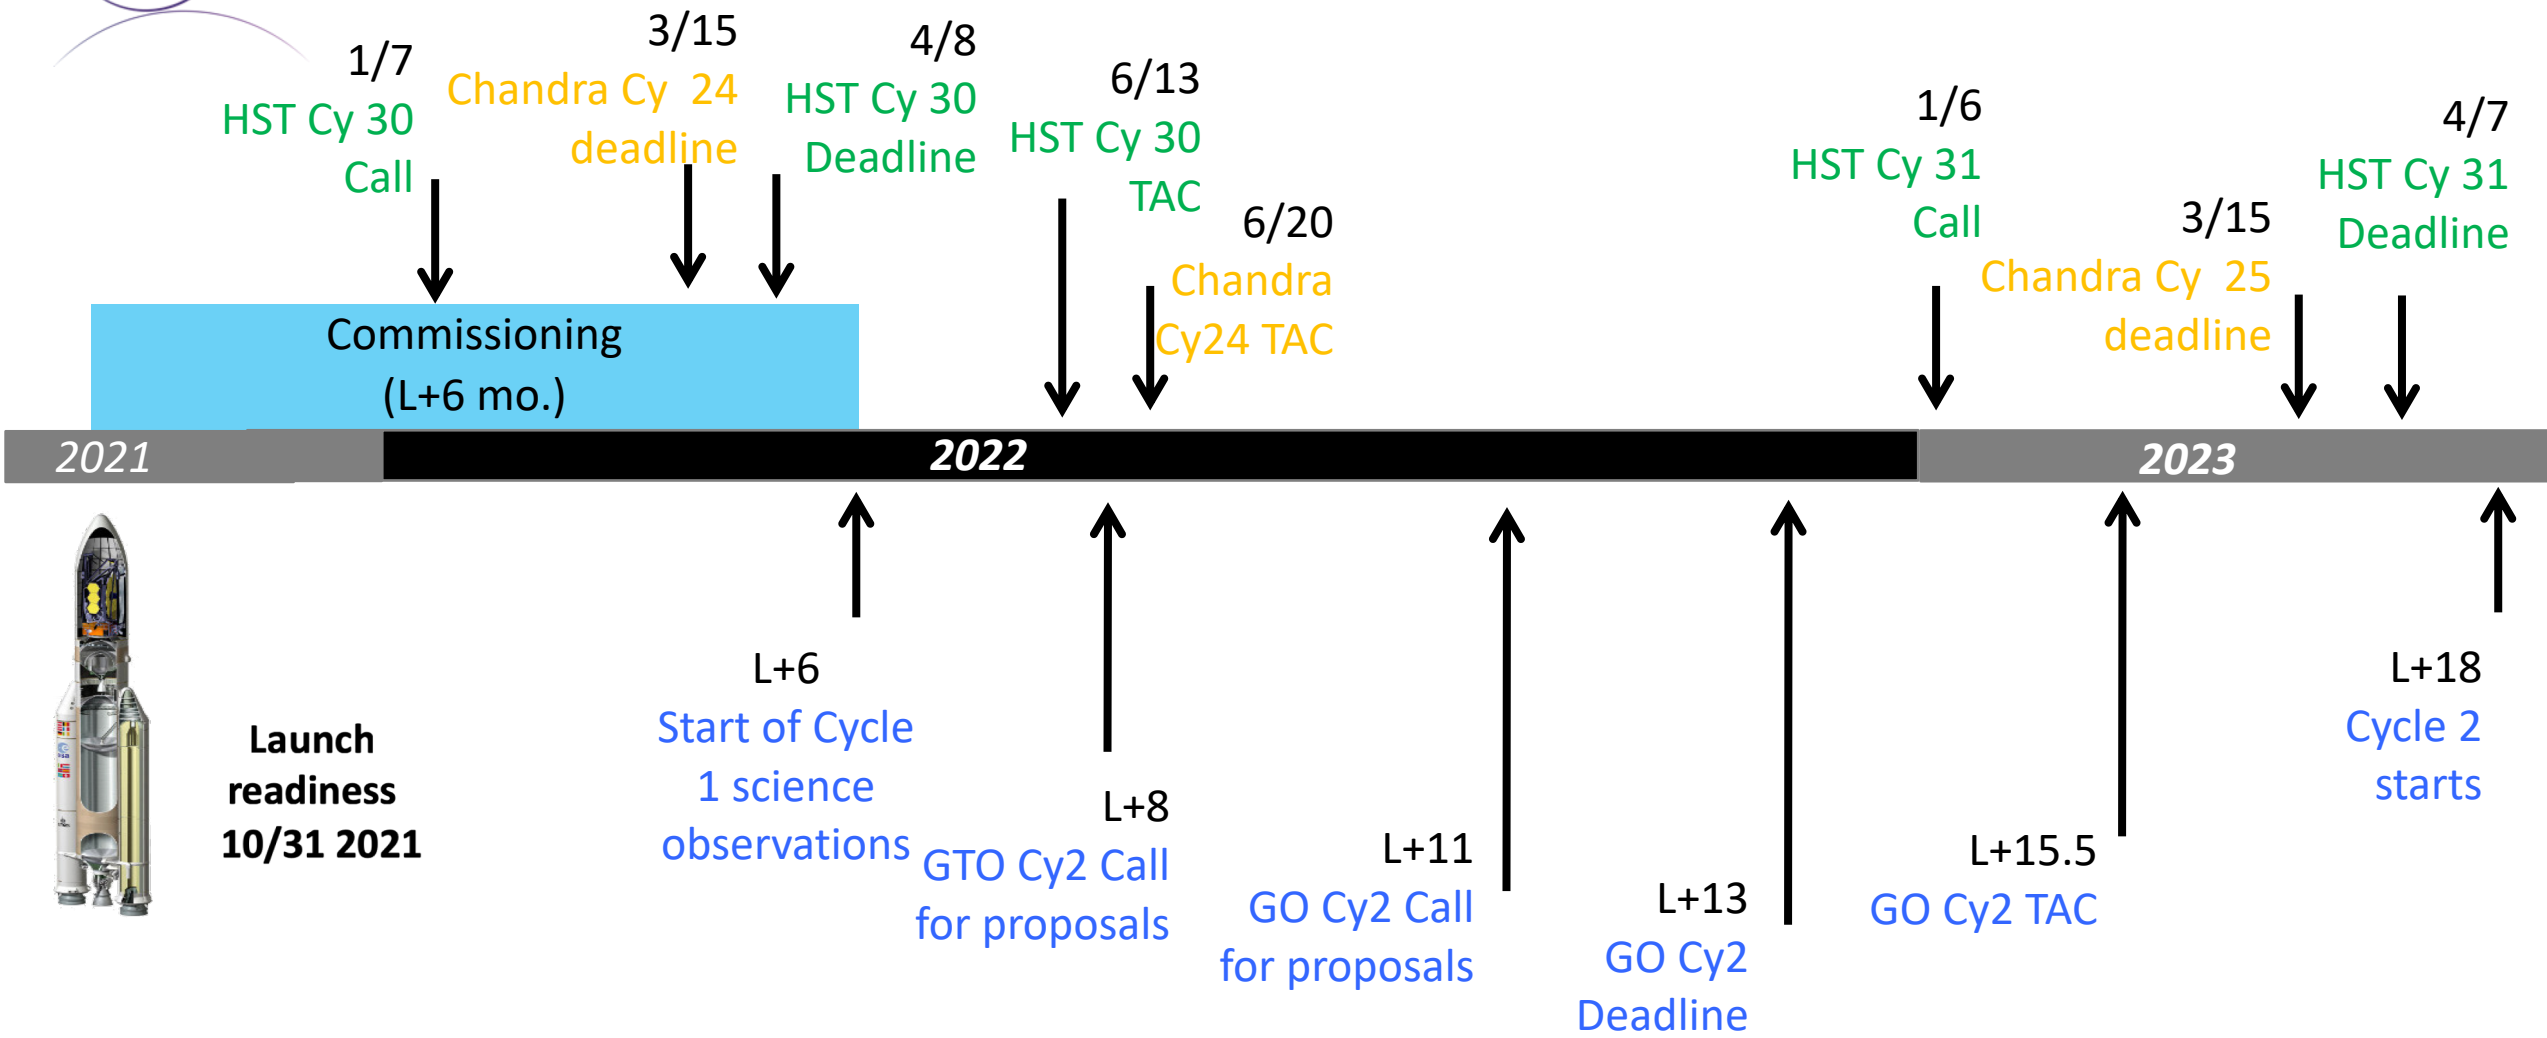 1/7
HST Cy 30
Call
3/15
Chandra Cy 24
deadline
4/8
HST Cy 30
Deadline
6/13
HST Cy 30
TAC
6/20
Chandra
Cy24 TAC
1/6
HST Cy 31
Call
3/15
Chandra Cy 25
deadline
4/7
HST Cy 31
Deadline
Commissioning
(L+6 mo.)
2021
2022
2023
Launch
readiness
10/31 2021
L+6
Start of Cycle
1 science
observations
L+8
GTO Cy2 Call
for proposals
L+11
GO Cy2 Call
for proposals
L+13
GO Cy2
Deadline
L+15.5
GO Cy2 TAC
L+18
Cycle 2
starts